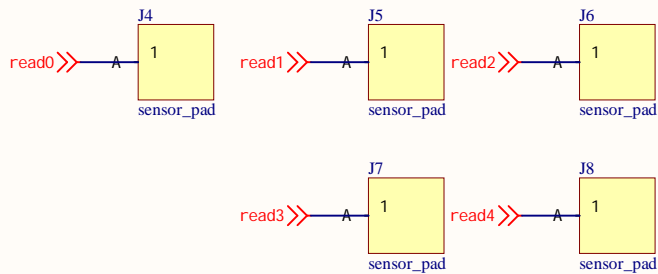 J4
read0 A 1
sensor_pad
J5
read1 A 1
sensor_pad
J6
read2 A 1
sensor_pad
J7
read3 A 1
sensor_pad
J8
read4 A 1
sensor_pad